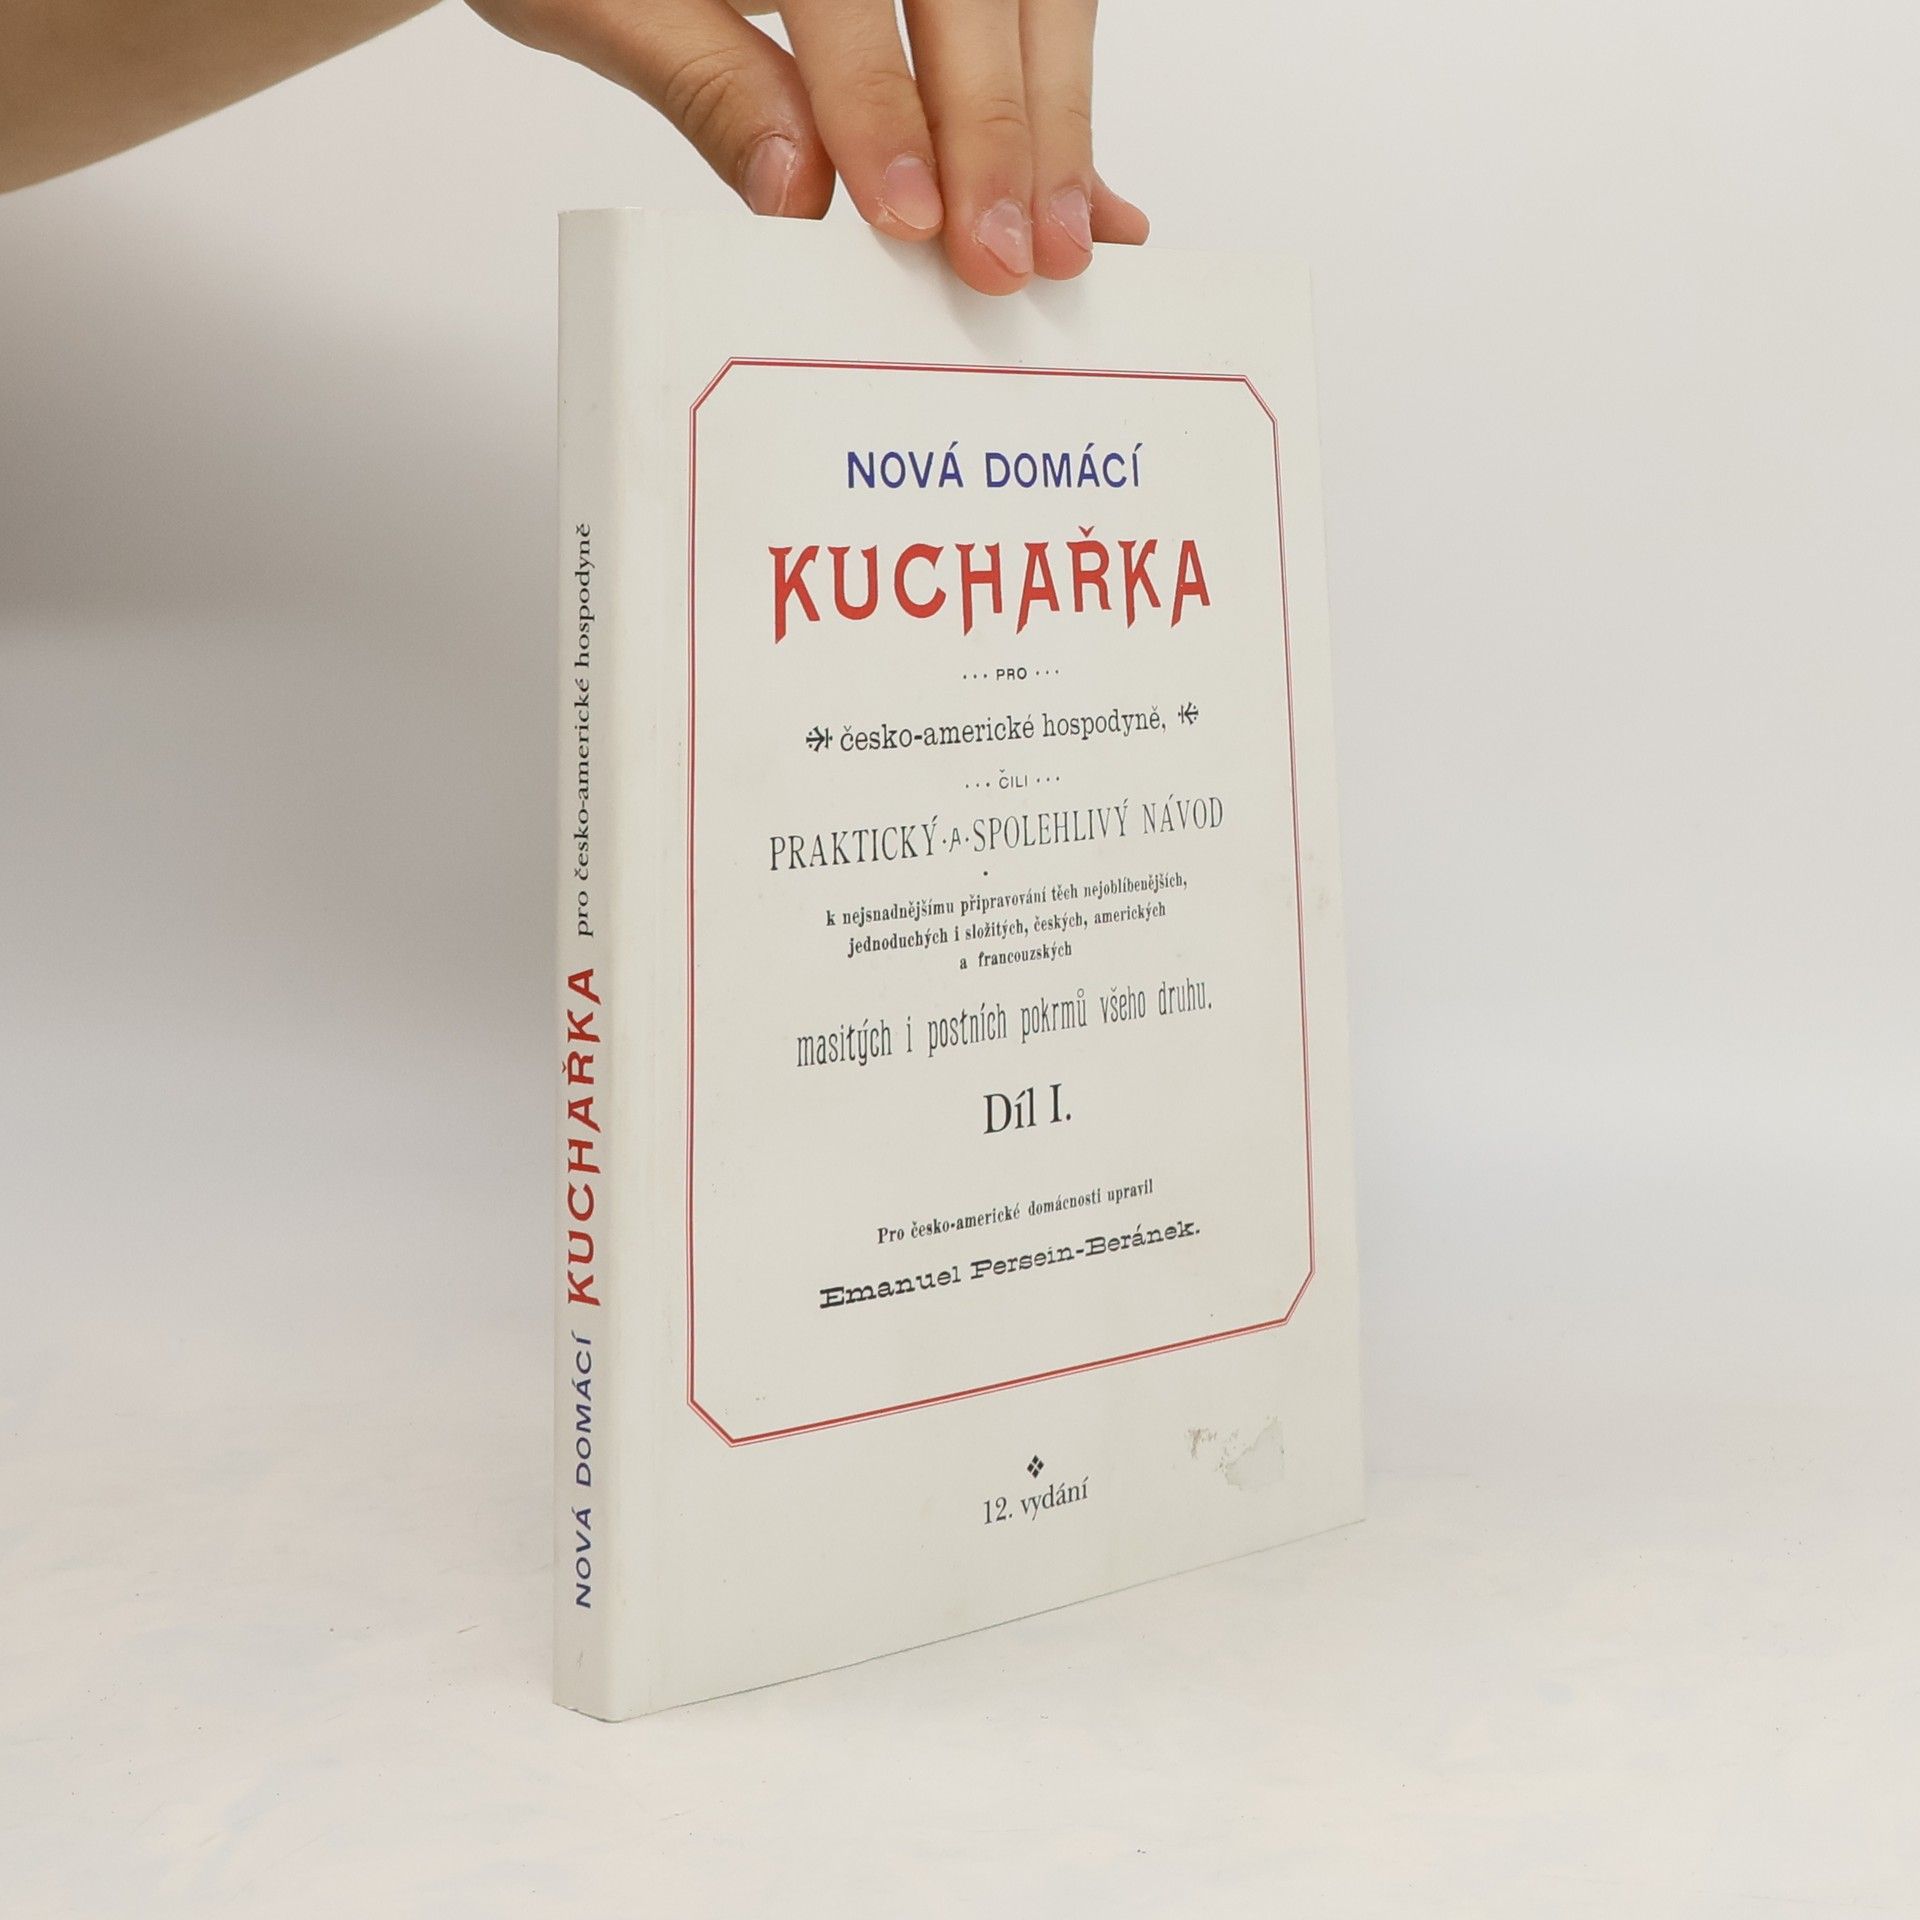 NOVÁ DOMÁCÍ KUCHAŘKA pro česko-americké hospodyně
NOVÁ DOMÁCÍ
KUCHAŘKA
··· PRO ···
česko-americké hospodyně,
··· ČILI ···
PRAKTICKÝ·A·SPOLEHLIVÝ NÁVOD
k nejsnadnějšímu připravování těch nejoblíbenějších,
jednoduchých i složitých, českých, amerických
a francouzských
masitých i postních pokrmů všeho druhu.
Díl I.
Pro česko-americké domácnosti upravil
Emanuel Persein-Beránek.
12. vydání